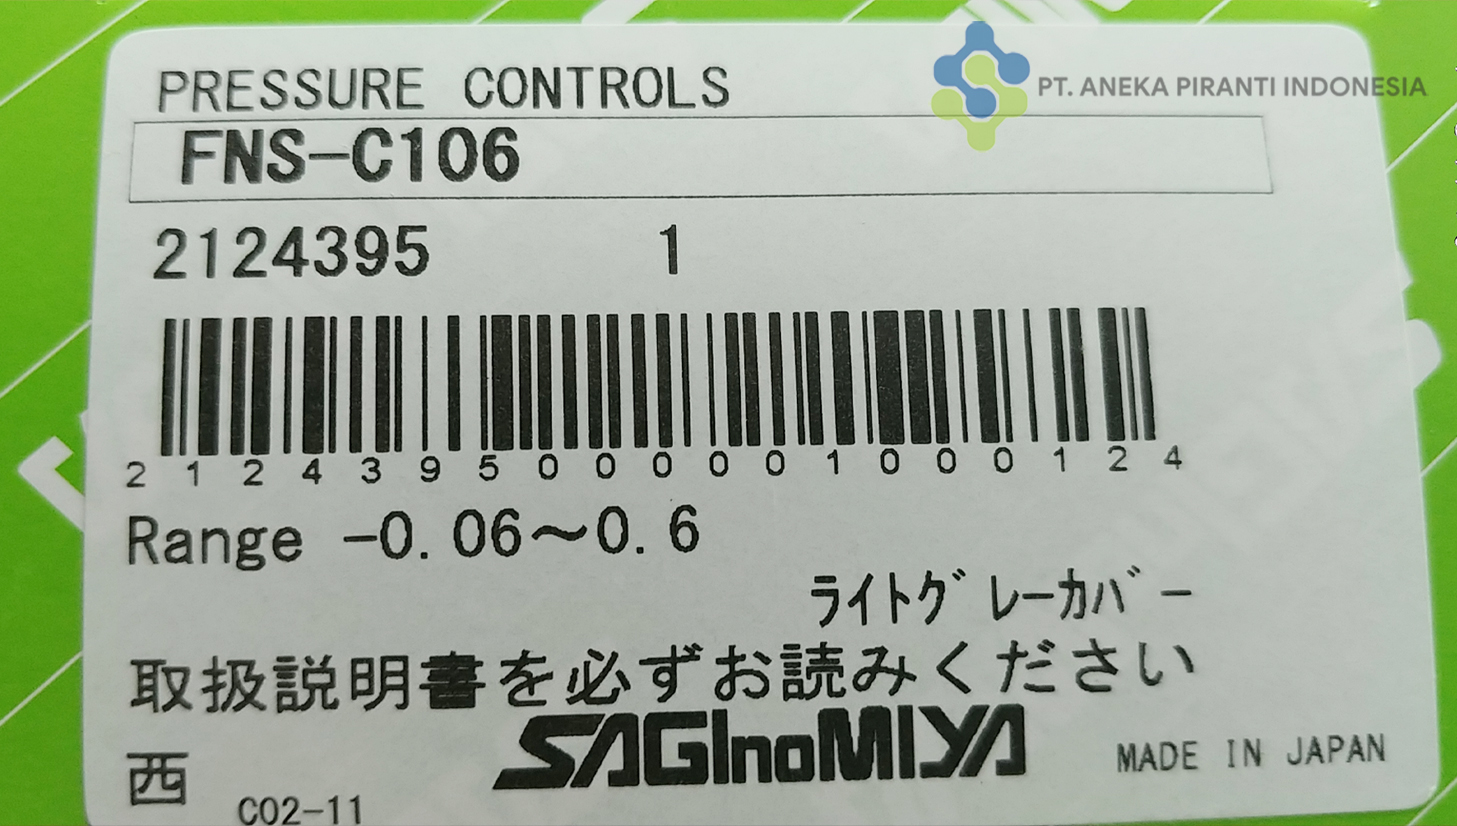 PRESSURE CONTROLS
PT. ANEKA PIRANTI INDONESIA
FNS-C106
2124395 1
2 1 2 4 3 9 5 0 0 0 0 0 1 0 0 0 1 2 4
Range -0.06～0.6
ﾗｲﾄｸﾞﾚｰｶﾊﾞｰ
取扱説明書を必ずお読みください
SAGInoMIYA
MADE IN JAPAN
西
C02-11